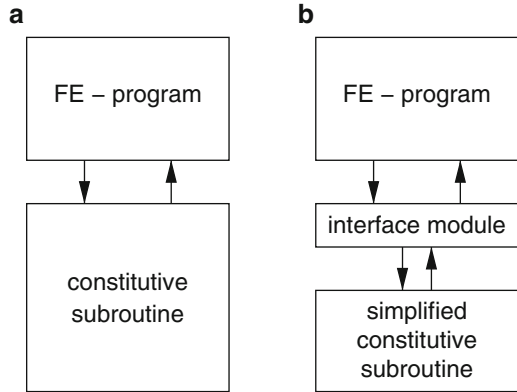 a
FE – program
constitutive
subroutine
b
FE – program
interface module
simplified
constitutive
subroutine